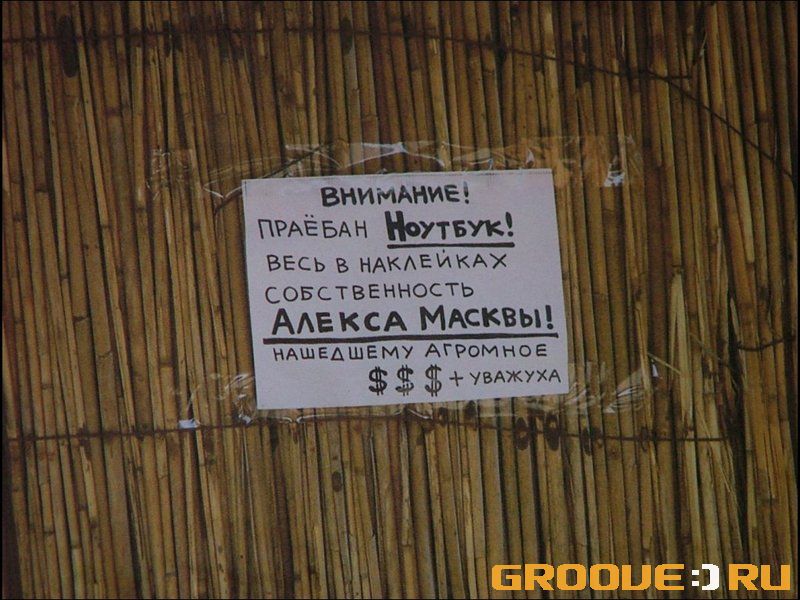 ВНИМАНИЕ!
ПРАЁБАН НОУТБУК!
ВЕСЬ В НАКЛЕЙКАХ
СОБСТВЕННОСТЬ
АЛЕКСА МАСКВЫ!
НАШЕДШЕМУ АГРОМНОЕ
$ $ $ + УВАЖУХА
GROOVE:) RU